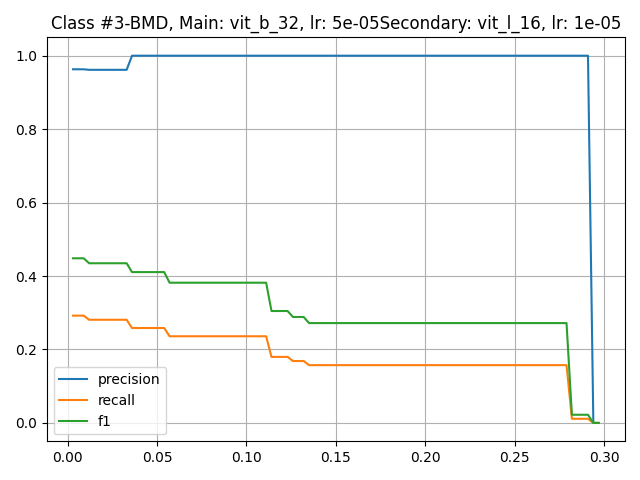 Class #3-BMD, Main: vit_b_32, lr: 5e-05Secondary: vit_l_16, lr: 1e-05
1.0
0.8
0.6
0.4
0.2
0.0
precision
recall
f1
0.00 0.05 0.10 0.15 0.20 0.25 0.30